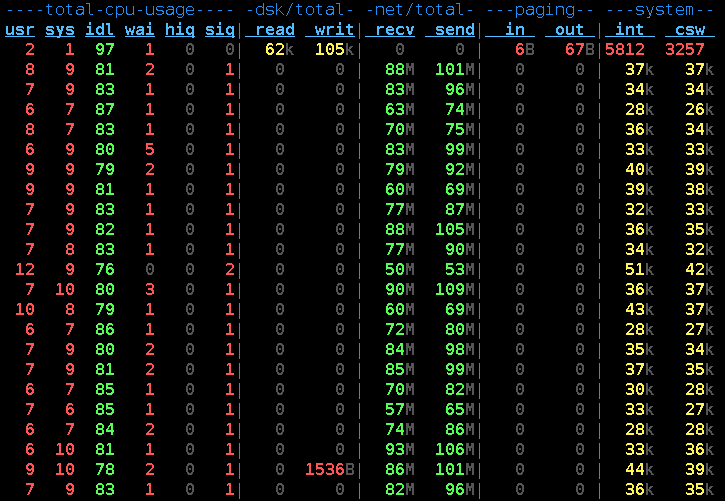 ----total-cpu-usage---- -dsk/total- -net/total- ---paging-- ---system--
usr sys idl wai hiq siq| read  writ| recv  send|  in   out | int   csw
  2   1  97   1   0   0|  62k  105k|   0     0 |   6B   67B|5812  3257
  8   9  81   2   0   1|   0     0 |  88M  101M|   0     0 |  37k   37k
  7   9  83   1   0   1|   0     0 |  83M   96M|   0     0 |  34k   34k
  6   7  87   1   0   1|   0     0 |  63M   74M|   0     0 |  28k   26k
  8   7  83   1   0   1|   0     0 |  70M   75M|   0     0 |  36k   34k
  6   9  80   5   0   1|   0     0 |  83M   99M|   0     0 |  33k   33k
  9   9  79   2   0   1|   0     0 |  79M   92M|   0     0 |  40k   39k
  9   9  81   1   0   1|   0     0 |  60M   69M|   0     0 |  39k   38k
  7   9  83   1   0   1|   0     0 |  77M   87M|   0     0 |  32k   33k
  7   9  82   1   0   1|   0     0 |  88M  105M|   0     0 |  36k   35k
  7   8  83   1   0   1|   0     0 |  77M   90M|   0     0 |  34k   32k
 12   9  76   0   0   2|   0     0 |  50M   53M|   0     0 |  51k   42k
  7  10  80   3   0   1|   0     0 |  90M  109M|   0     0 |  36k   37k
 10   8  79   1   0   1|   0     0 |  60M   69M|   0     0 |  43k   37k
  6   7  86   1   0   1|   0     0 |  72M   80M|   0     0 |  28k   27k
  7   9  80   2   0   1|   0     0 |  84M   98M|   0     0 |  35k   34k
  7   9  81   2   0   1|   0     0 |  85M   99M|   0     0 |  37k   35k
  6   7  85   1   0   1|   0     0 |  70M   82M|   0     0 |  30k   28k
  7   6  85   1   0   1|   0     0 |  57M   65M|   0     0 |  33k   27k
  6   7  84   2   0   1|   0     0 |  74M   86M|   0     0 |  28k   28k
  6  10  81   1   0   1|   0     0 |  93M  106M|   0     0 |  33k   36k
  9  10  78   2   0   1|   0  1536B|  86M  101M|   0     0 |  44k   39k
  7   9  83   1   0   1|   0     0 |  82M   96M|   0     0 |  36k   35k